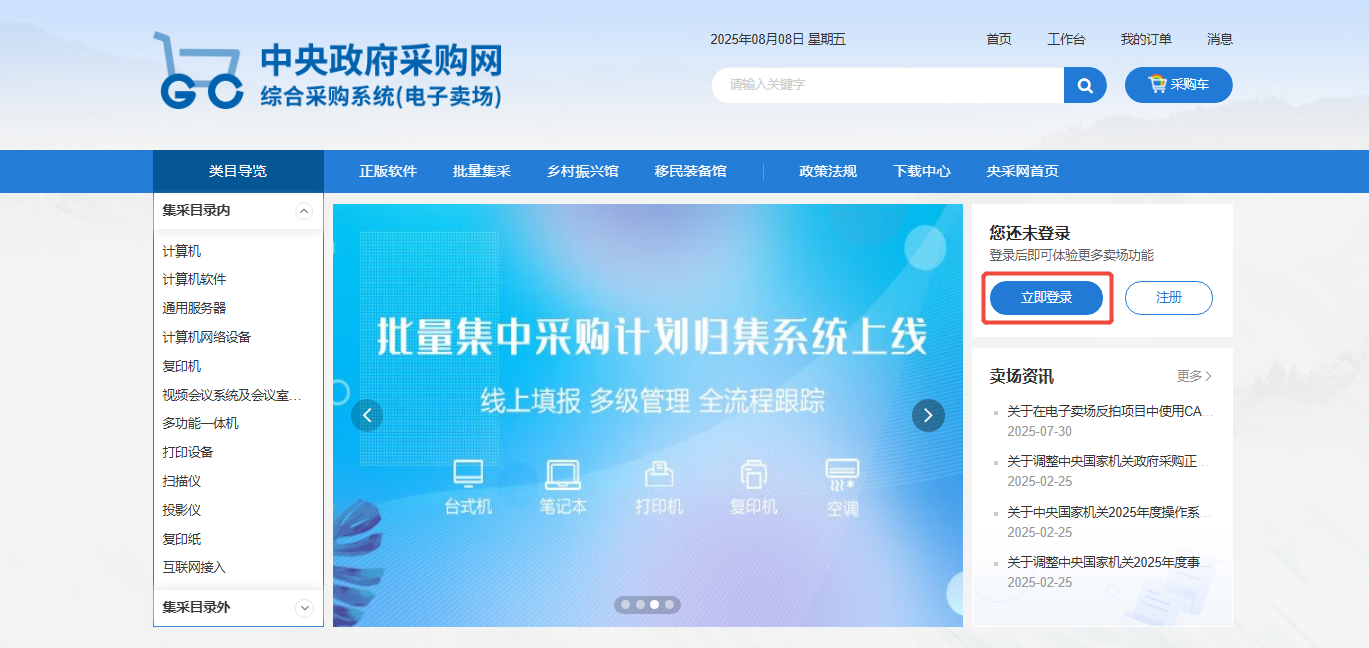 中央政府采购网
综合采购系统(电子卖场)
2025年08月08日 星期五
首页
工作台
我的订单
消息
请输入关键字
采购车
类目导览
正版软件
批量集采
乡村振兴馆
移民装备馆
政策法规
下载中心
央采网首页
集采目录内
计算机
计算机软件
通用服务器
计算机网络设备
复印机
视频会议系统及会议室...
多功能一体机
打印设备
扫描仪
投影仪
复印纸
互联网接入
集采目录外
批量集中采购计划归集系统上线
线上填报 多级管理 全流程跟踪
台式机
笔记本
打印机
复印机
空调
您还未登录
登录后即可体验更多卖场功能
立即登录
注册
卖场资讯
更多
关于在电子卖场反拍项目中使用CA...
2025-07-30
关于调整中央国家机关政府采购正...
2025-02-25
关于中央国家机关2025年度操作系...
2025-02-25
关于调整中央国家机关2025年度事...
2025-02-25